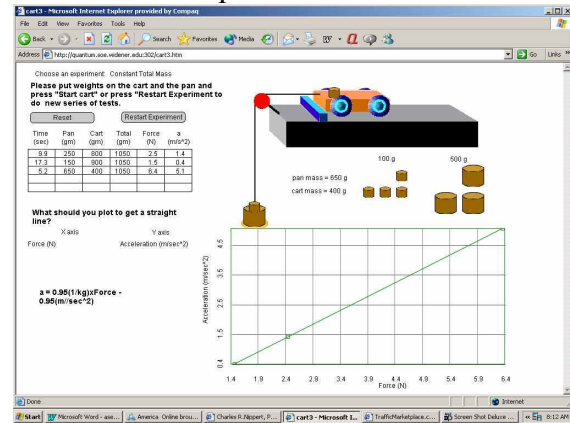 cart3 - Microsoft Internet Explorer provided by Compaq
File Edit View Favorites Tools Help
Back Search Favorites Media
Address http://quantum.soe.widener.edu:302/cart3.htm Go Links »
Choose an experiment Constant Total Mass
Please put weights on the cart and the pan and
press "Start cart" or press "Restart Experiment to
do new series of tests.
Reset Restart Experiment
Time Pan Cart Total Force a
(sec) (gm) (gm) (gm) (N) (m/s^2)
9.9 250 800 1050 2.5 1.4
17.3 150 900 1050 1.5 0.4
5.2 650 400 1050 6.4 5.1
100 g 500 g
pan mass = 650 g
cart mass = 400 g
What should you plot to get a straight
line?
X axis Y axis
Force (N) Acceleration (m/sec^2)
a = 0.95(1/kg)xForce -
0.95(m//sec^2)
Acceleration (m/sec^2)
4.5
3.5
2.5
1.5
0.4
1.4 1.9 2.4 2.9 3.9 4.4 4.9 5.4 5.9 6.4
Force (N)
Done Internet
Start Microsoft Word - ase... America Online brou... Charles R.Nippert, P... cart3 - Microsoft I... TrafficMarketplace.c... Screen Shot Deluxe ... « 8:12 AM